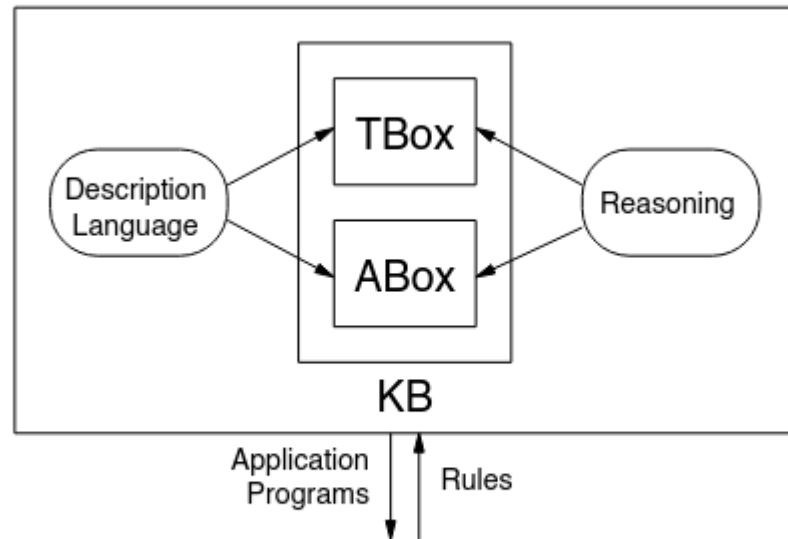 TBox
Description
Language
Reasoning
ABox
KB
Application
Programs
Rules